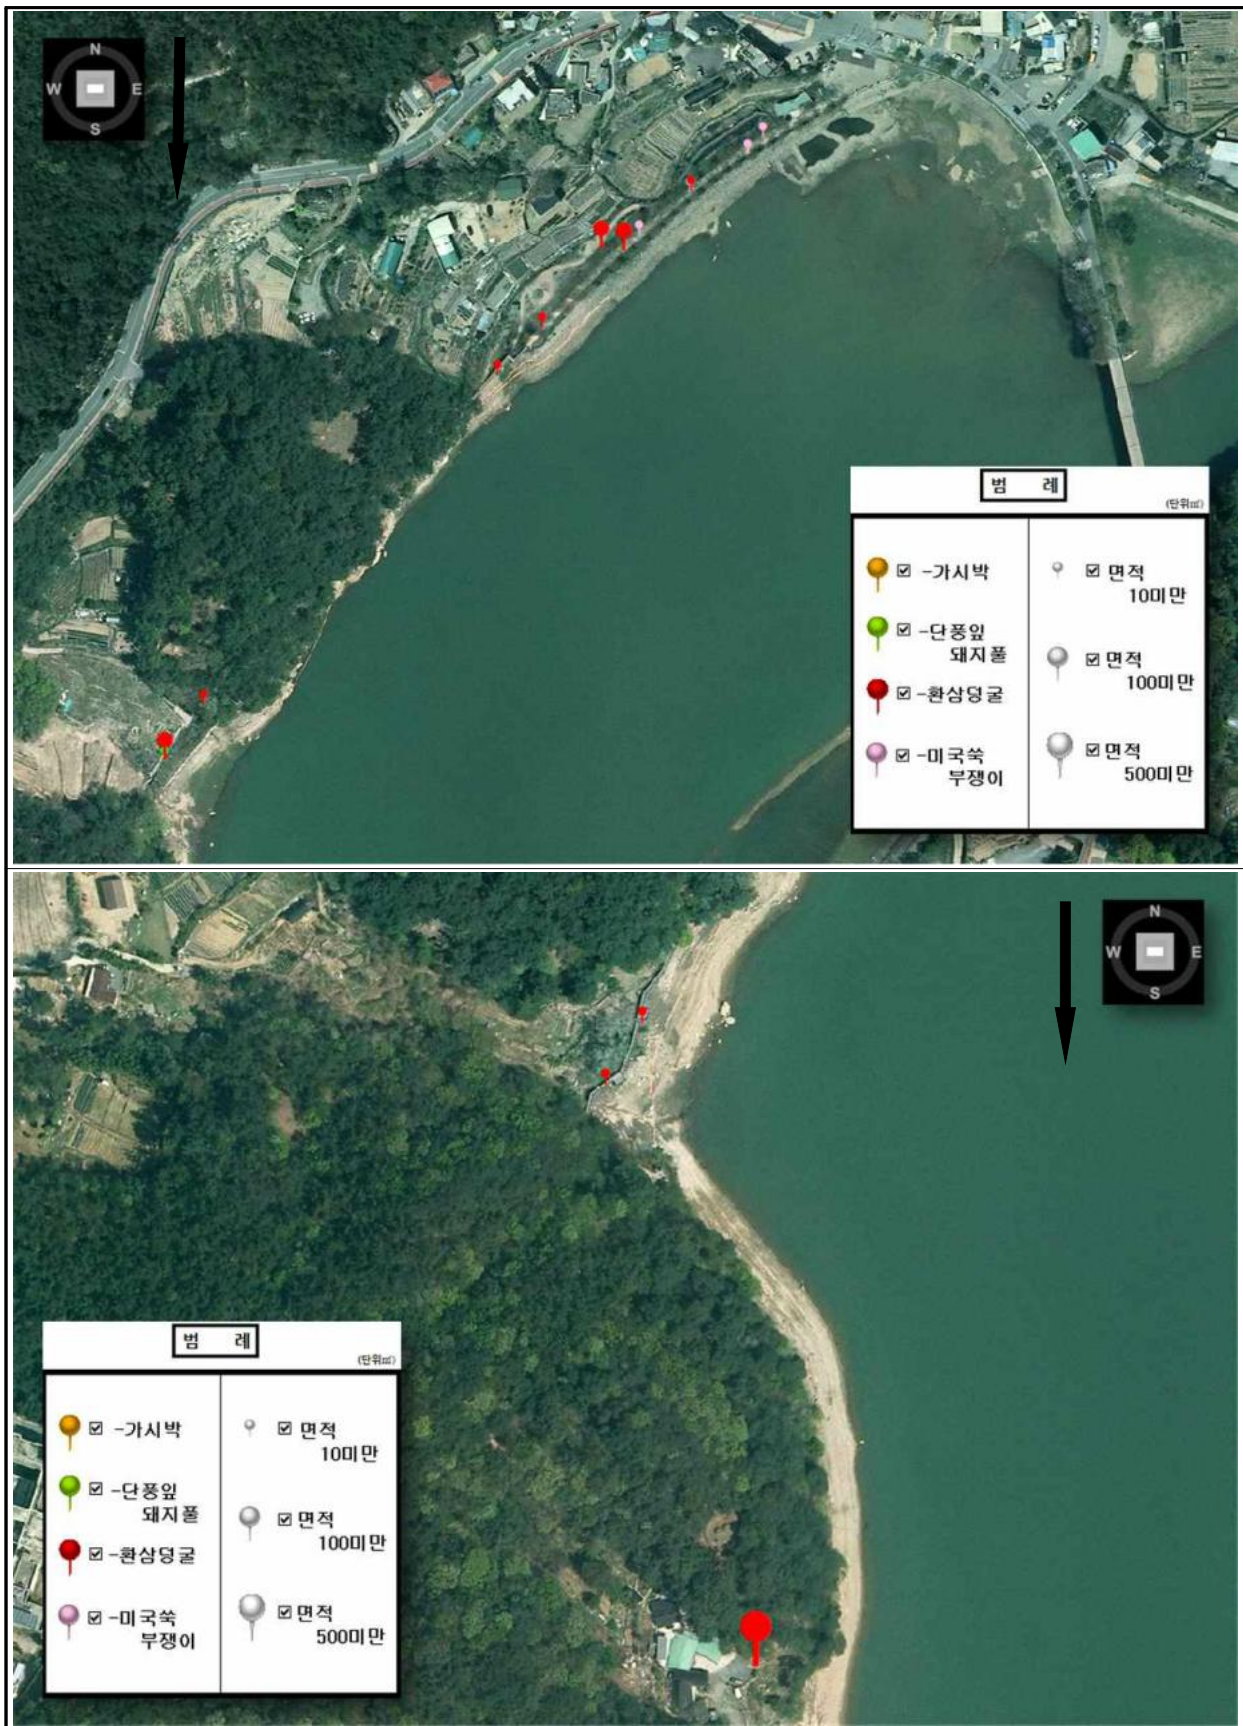 N
W E
S
범 례
(단위㎡)
-가시박
-단풍잎
돼지풀
-환삼덩굴
-미국쑥
부쟁이
면적
10미만
면적
100미만
면적
500미만
N
W E
S
범 례
(단위㎡)
-가시박
-단풍잎
돼지풀
-환삼덩굴
-미국쑥
부쟁이
면적
10미만
면적
100미만
면적
500미만